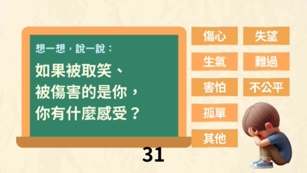 想一想，說一說：
如果被取笑、
被傷害的是你，
你有什麼感受？
傷心
失望
生氣
難過
害怕
不公平
孤單
其他
31